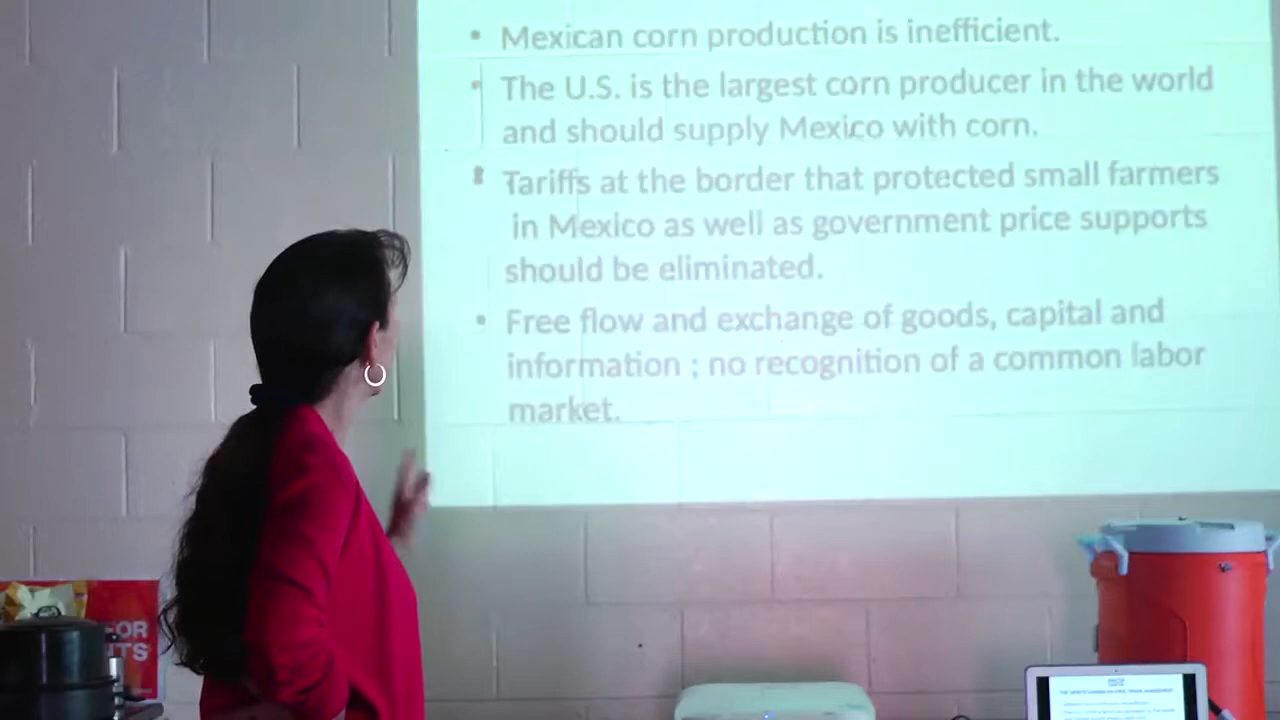 • Mexican corn production is inefficient.
• The U.S. is the largest corn producer in the world
and should supply Mexico with corn.
• Tariffs at the border that protected small farmers
in Mexico as well as government price supports
should be eliminated.
• Free flow and exchange of goods, capital and
information ; no recognition of a common labor
market.
FOR